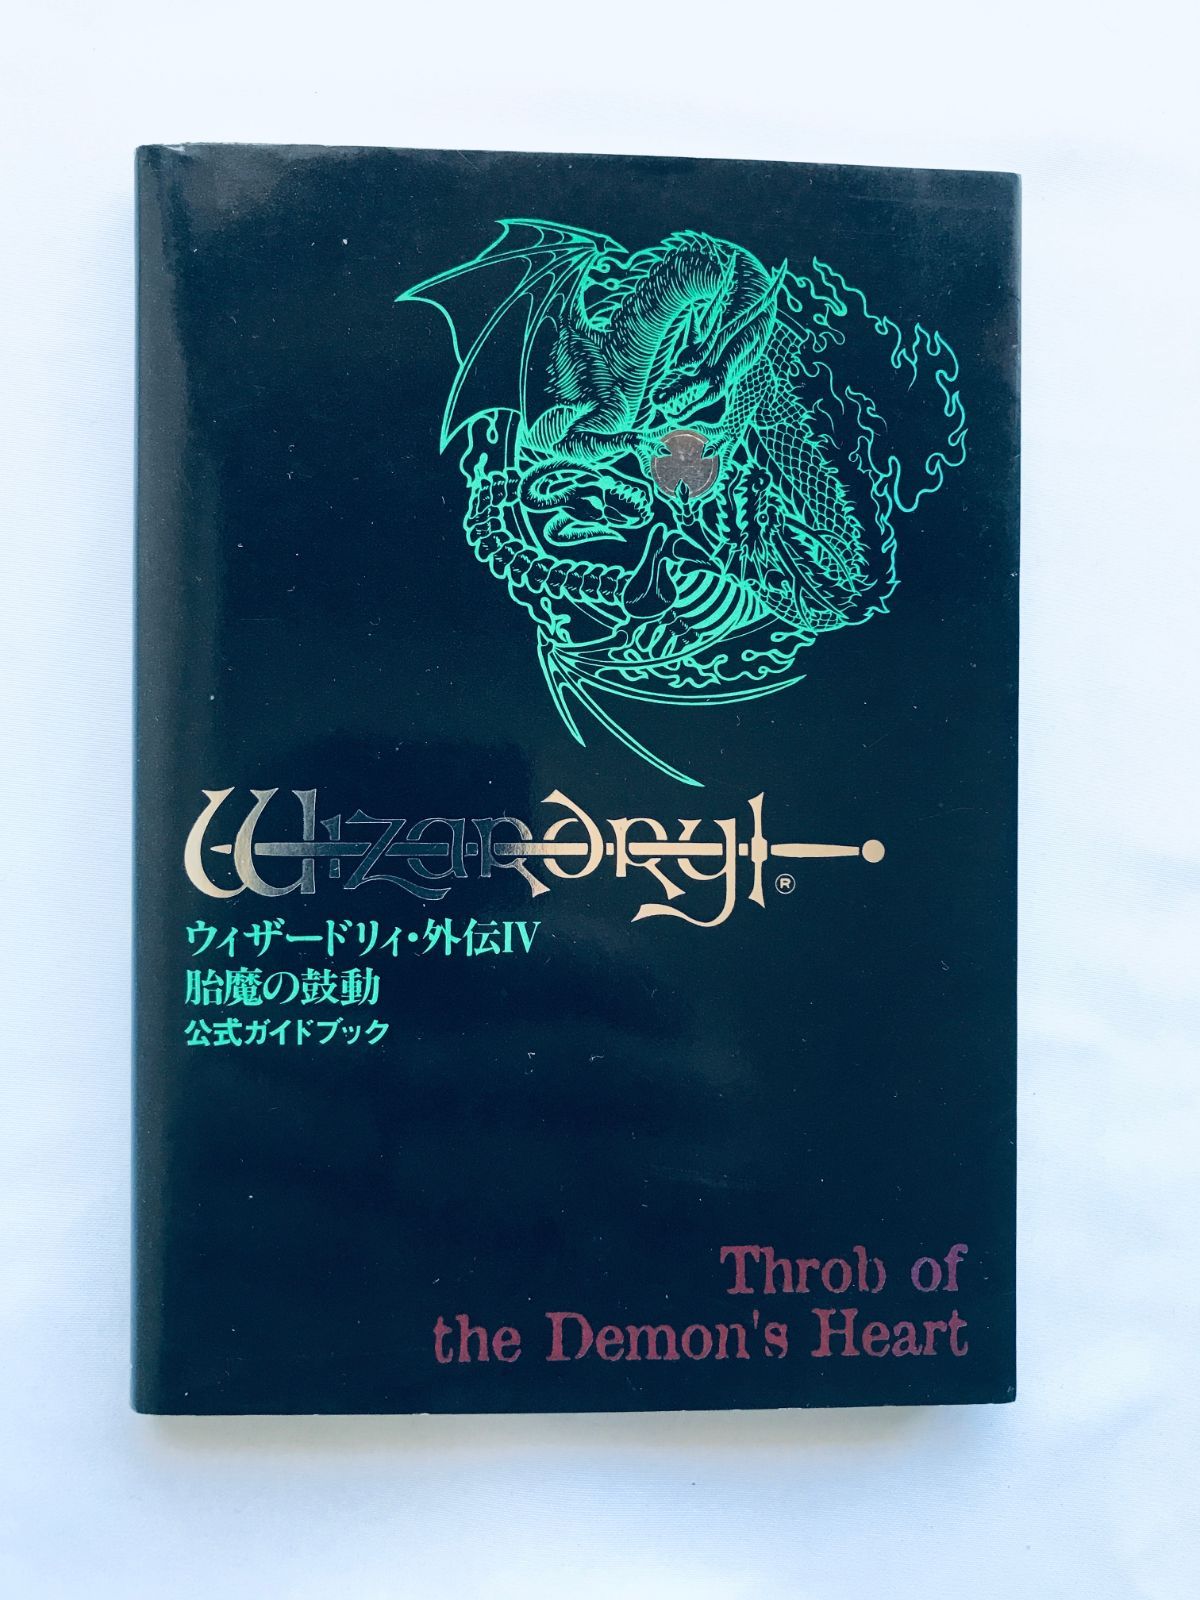 Wizardry®
ウィザードリィ・外伝IV
胎魔の鼓動
公式ガイドブック
Throb of
the Demon's Heart